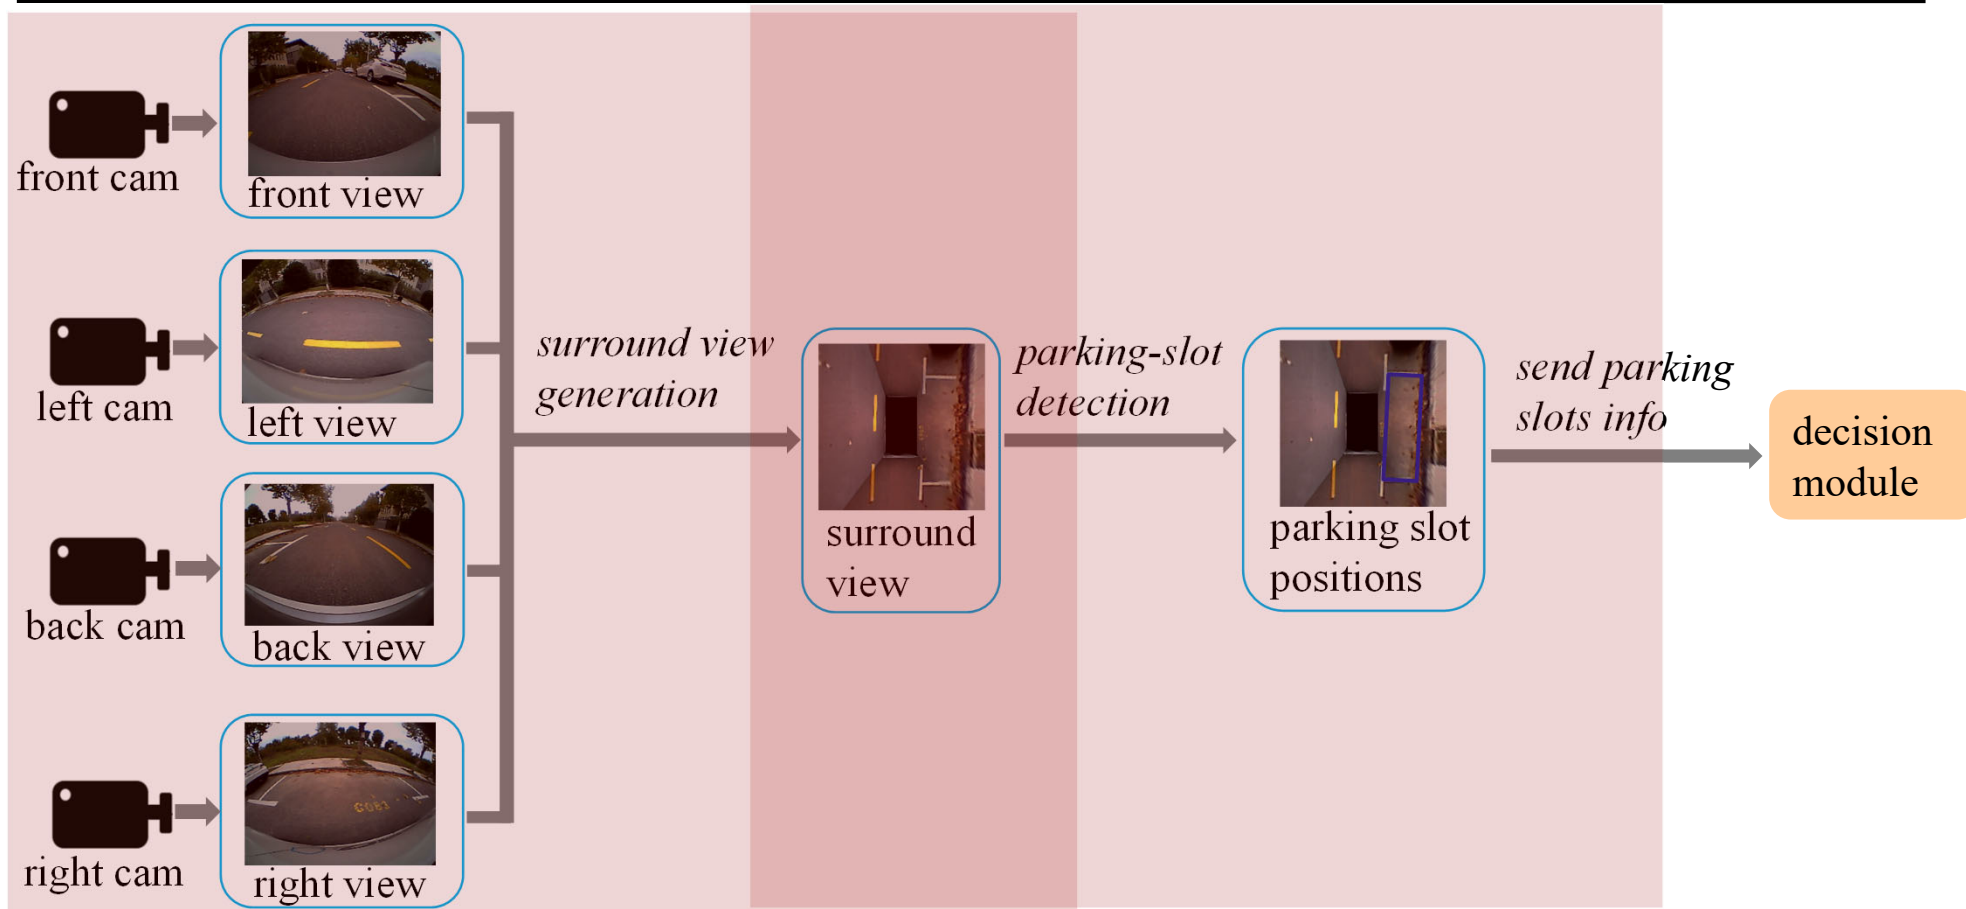 front cam
front view
left cam
left view
back cam
back view
right cam
right view
surround view
generation
surround
view
parking-slot
detection
parking slot
positions
send parking
slots info
decision
module